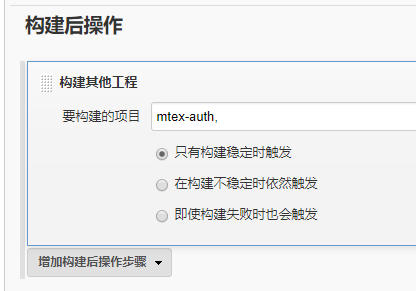 构建后操作
构建其他工程
要构建的项目 mtex-auth,
只有构建稳定时触发
在构建不稳定时依然触发
即使构建失败时也会触发
增加构建后操作步骤